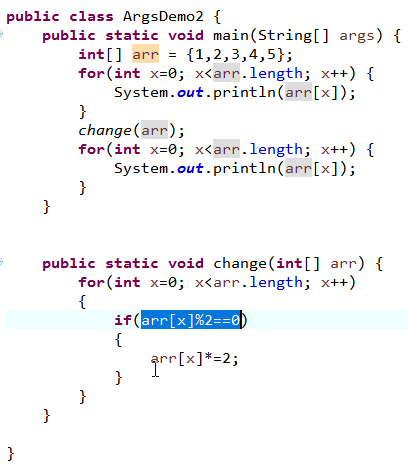 public class ArgsDemo2 {
    public static void main(String[] args) {
        int[] arr = {1,2,3,4,5};
        for(int x=0; x<arr.length; x++) {
            System.out.println(arr[x]);
        }
        change(arr);
        for(int x=0; x<arr.length; x++) {
            System.out.println(arr[x]);
        }
    }
    public static void change(int[] arr) {
        for(int x=0; x<arr.length; x++)
        {
            if(arr[x]%2==0)
            {
                arr[x]*=2;
            }
        }
    }
}